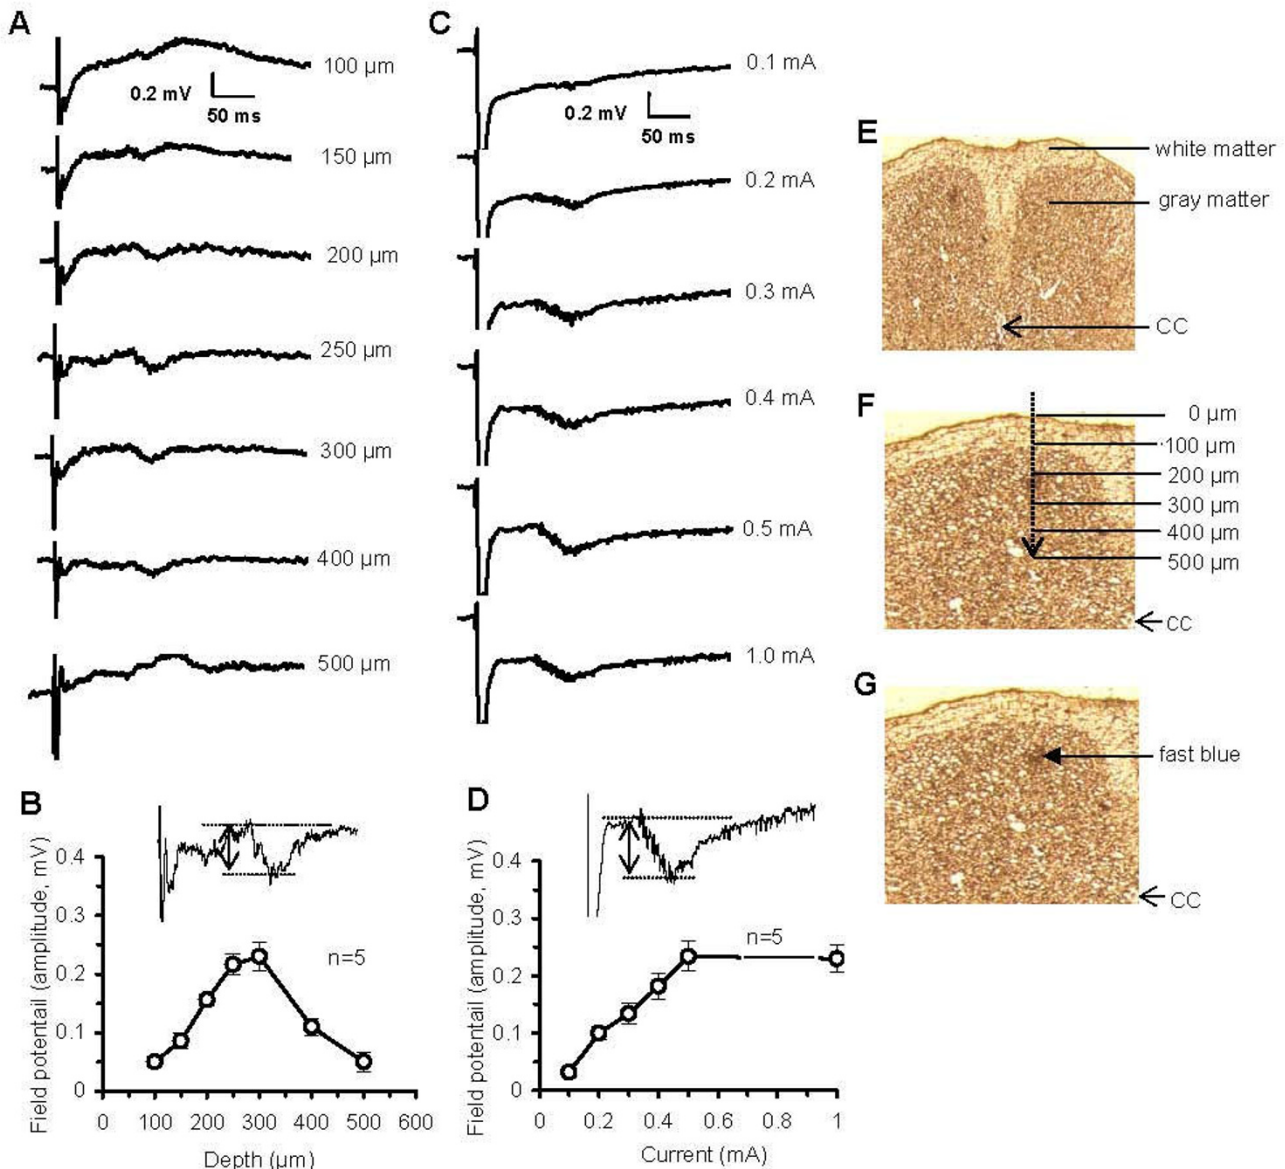 A
100 µm
0.2 mV
50 ms
150 µm
200 µm
250 µm
300 µm
400 µm
500 µm
B
0.4
0.3
0.2
0.1
0
Field potentail (amplitude, mV)
n=5
0 100 200 300 400 500 600
Depth (µm)
C
0.1 mA
0.2 mV
50 ms
0.2 mA
0.3 mA
0.4 mA
0.5 mA
1.0 mA
D
0.4
0.3
0.2
0.1
0
Field potentail (amplitude, mV)
n=5
0 0.2 0.4 0.6 0.8 1
Current (mA)
E
white matter
gray matter
CC
F
0 µm
100 µm
200 µm
300 µm
400 µm
500 µm
CC
G
fast blue
CC